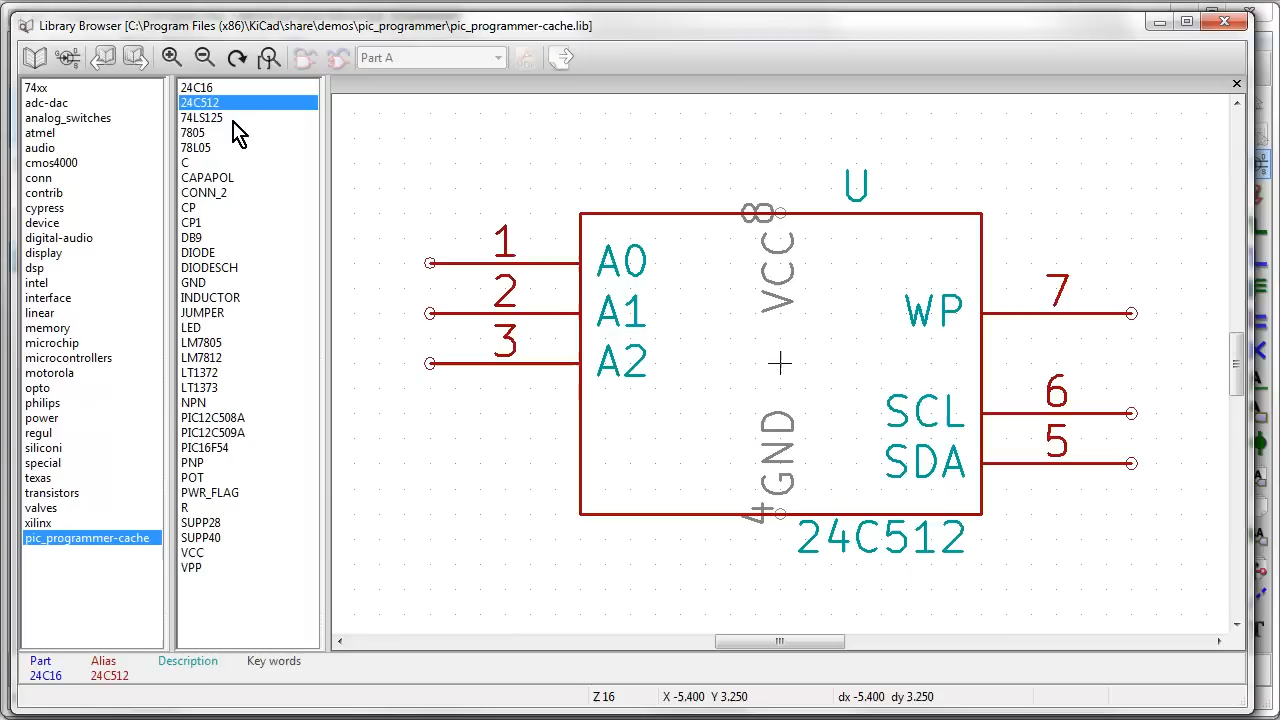 Library Browser [C:\Program Files (x86)\KiCad\share\demos\pic_programmer\pic_programmer-cache.lib]
Part A
74xx
adc-dac
analog_switches
atmel
audio
cmos4000
conn
contrib
cypress
device
digital-audio
display
dsp
intel
interface
linear
memory
microchip
microcontrollers
motorola
opto
philips
power
regul
siliconi
special
texas
transistors
valves
xilinx
pic_programmer-cache
24C16
24C512
74LS125
7805
78L05
C
CAPAPOL
CONN_2
CP
CP1
DB9
DIODE
DIODESCH
GND
INDUCTOR
JUMPER
LED
LM7805
LM7812
LT1372
LT1373
NPN
PIC12C508A
PIC12C509A
PIC16F54
PNP
POT
PWR_FLAG
R
SUPP28
SUPP40
VCC
VPP
U
8
VCC
1
A0
2
A1
3
A2
WP
7
SCL
6
SDA
5
GND
4
24C512
Part Alias Description Key words
24C16 24C512
Z 16 X -5.400 Y 3.250 dx -5.400 dy 3.250